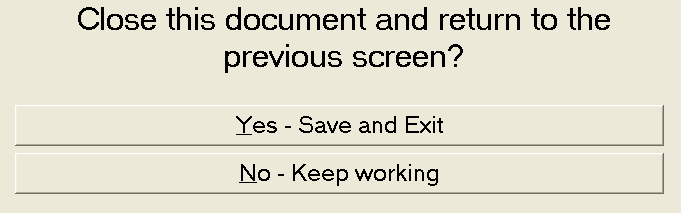 Close this document and return to the
previous screen?
Yes - Save and Exit
No - Keep working